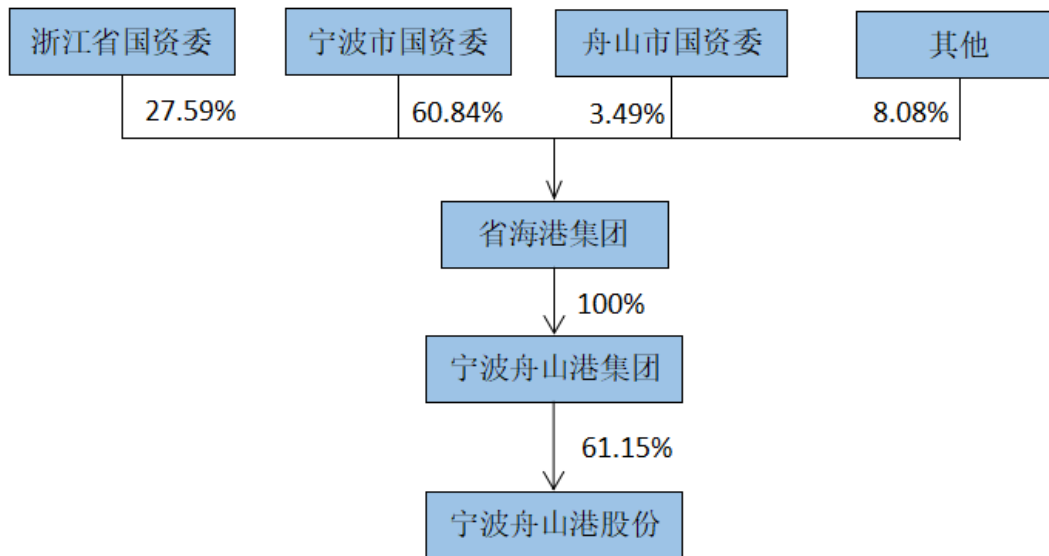 浙江省国资委
宁波市国资委
舟山市国资委
其他
27.59%
60.84%
3.49%
8.08%
省海港集团
100%
宁波舟山港集团
61.15%
宁波舟山港股份